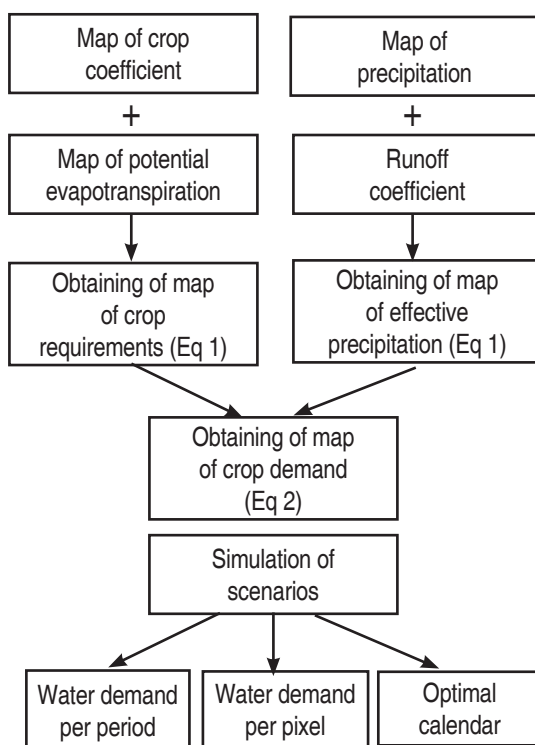 Map of crop
coefficient
Map of
precipitation
+
+
Map of potential
evapotranspiration
Runoff
coefficient
Obtaining of map
of crop
requirements (Eq 1)
Obtaining of map
of effective
precipitation (Eq 1)
Obtaining of map
of crop demand
(Eq 2)
Simulation of
scenarios
Water demand
per period
Water demand
per pixel
Optimal
calendar